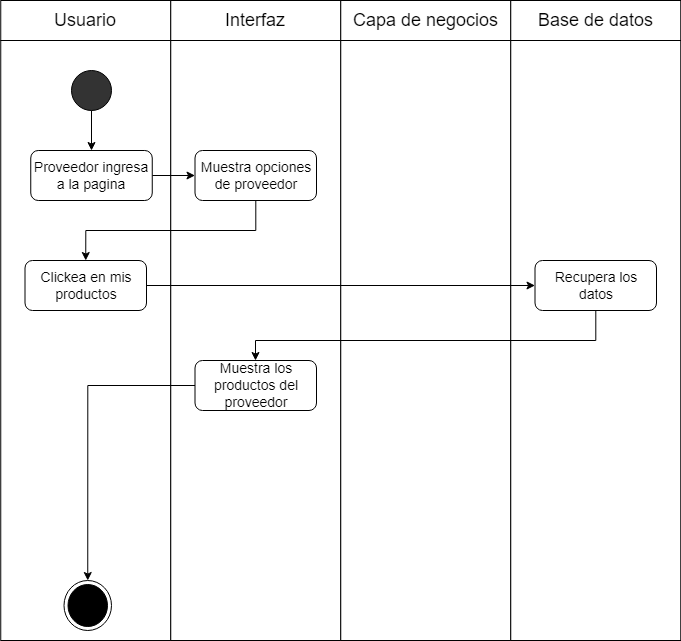 Usuario
Interfaz
Capa de negocios
Base de datos
Proveedor ingresa
a la pagina
Muestra opciones
de proveedor
Clickea en mis
productos
Recupera los
datos
Muestra los
productos del
proveedor